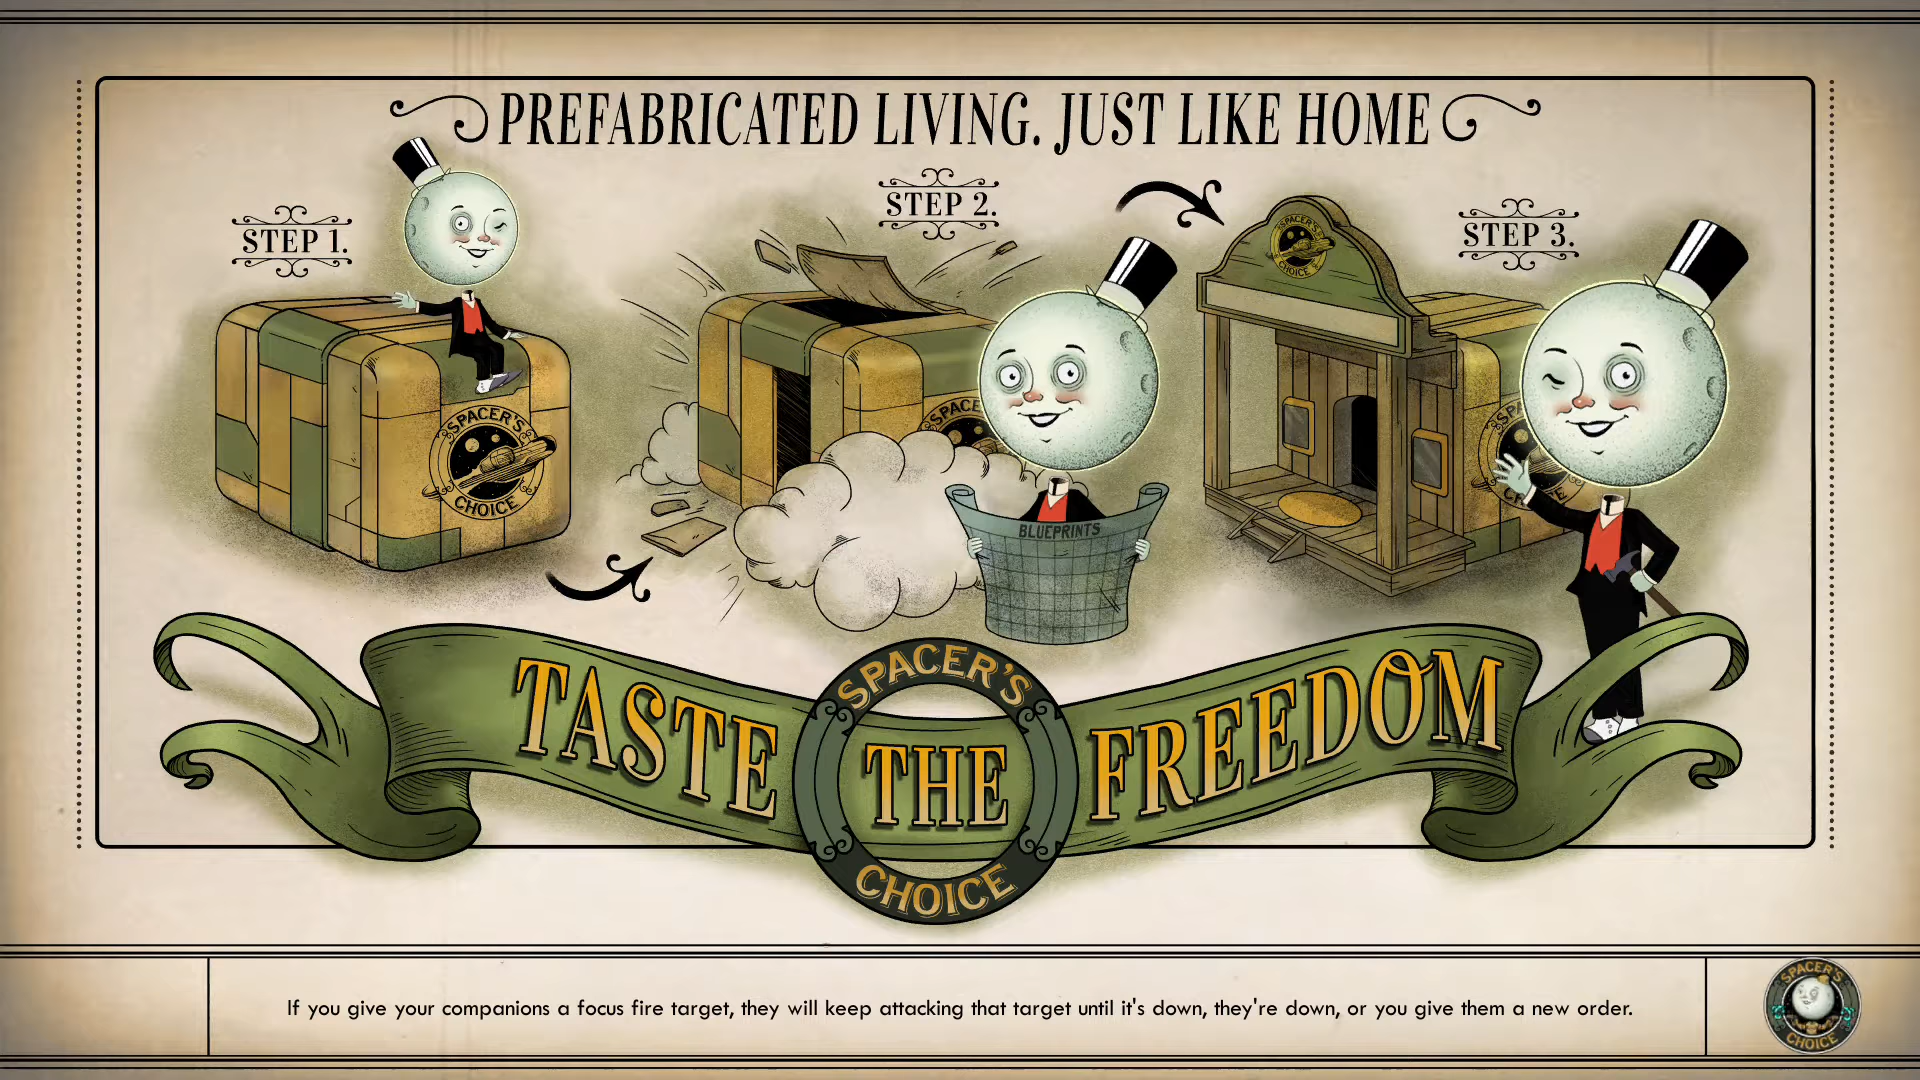 PREFABRICATED LIVING. JUST LIKE HOME
STEP 1.
STEP 2.
STEP 3.
SPACER'S
CHOICE
SPACE
SPACER'S
CHOICE
BLUEPRINTS
TASTE THE FREEDOM
SPACER'S
CHOICE
If you give your companions a focus fire target, they will keep attacking that target until it's down, they're down, or you give them a new order.
SPACER'S
CHOICE